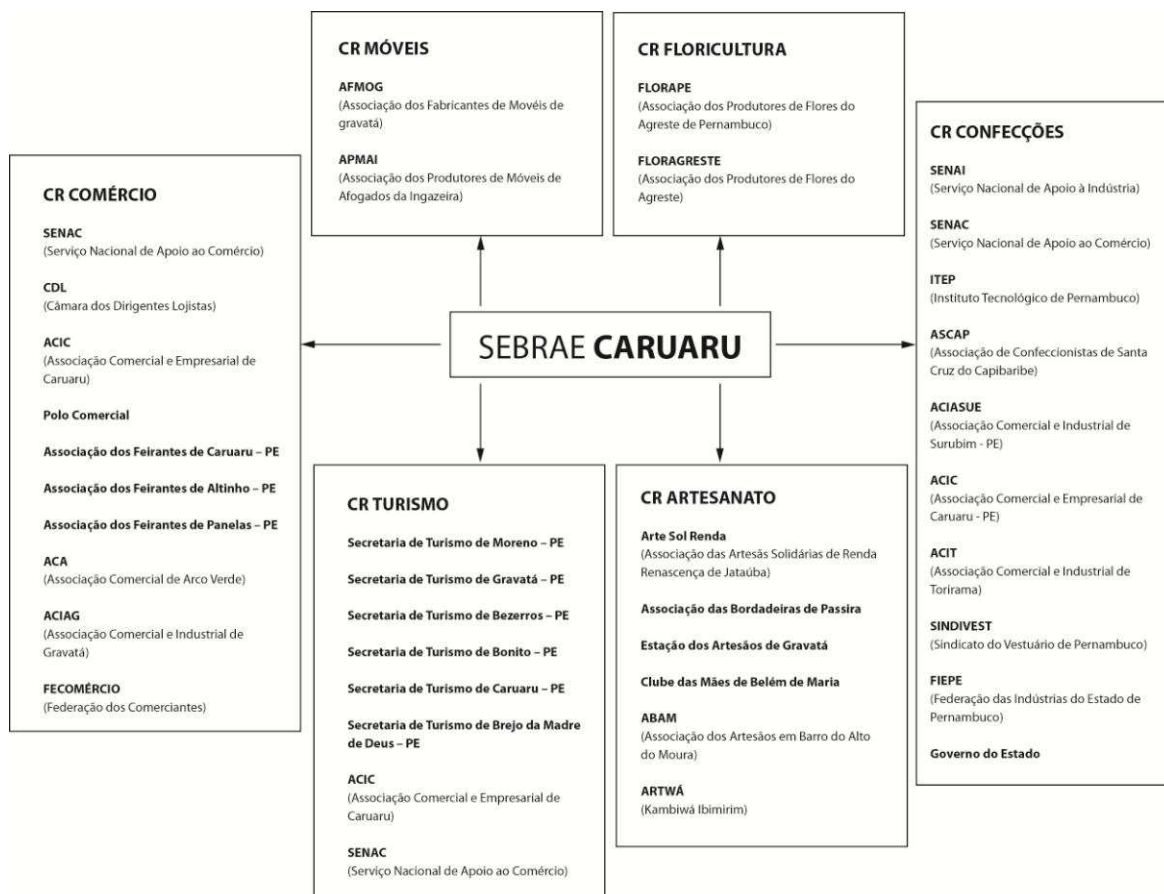 CR MÓVEIS
AFMOG
(Associação dos Fabricantes de Movéis de
gravatá)
APMAI
(Associação dos Produtores de Móveis de
Afogados da Ingazeira)
CR FLORICULTURA
FLORAPE
(Associação dos Produtores de Flores do
Agreste de Pernambuco)
FLORAGRESTE
(Associação dos Produtores de Flores do
Agreste)
CR COMÉRCIO
SENAC
(Serviço Nacional de Apoio ao Comércio)
CDL
(Câmara dos Dirigentes Lojistas)
ACIC
(Associação Comercial e Empresarial de
Caruaru)
Polo Comercial
Associação dos Feirantes de Caruaru – PE
Associação dos Feirantes de Altinho – PE
Associação dos Feirantes de Panelas – PE
ACA
(Associação Comercial de Arco Verde)
ACIAG
(Associação Comercial e Industrial de
Gravatá)
FECOMÉRCIO
(Federação dos Comerciantes)
SEBRAE CARUARU
CR CONFECÇÕES
SENAI
(Serviço Nacional de Apoio à Indústria)
SENAC
(Serviço Nacional de Apoio ao Comércio)
ITEP
(Instituto Tecnológico de Pernambuco)
ASCAP
(Associação de Confeccionistas de Santa
Cruz do Capibaribe)
ACIASUE
(Associação Comercial e Industrial de
Surubim - PE)
ACIC
(Associação Comercial e Empresarial de
Caruaru - PE)
ACIT
(Associação Comercial e Industrial de
Torirama)
SINDIVEST
(Sindicato do Vestuário de Pernambuco)
FIEPE
(Federação das Indústrias do Estado de
Pernambuco)
Governo do Estado
CR TURISMO
Secretaria de Turismo de Moreno – PE
Secretaria de Turismo de Gravatá – PE
Secretaria de Turismo de Bezerros – PE
Secretaria de Turismo de Bonito – PE
Secretaria de Turismo de Caruaru – PE
Secretaria de Turismo de Brejo da Madre
de Deus – PE
ACIC
(Associação Comercial e Empresarial de
Caruaru)
SENAC
(Serviço Nacional de Apoio ao Comércio)
CR ARTESANATO
Arte Sol Renda
(Associação das Artesãs Solidárias de Renda
Renascença de Jataúba)
Associação das Bordadeiras de Passira
Estação dos Artesãos de Gravatá
Clube das Mães de Belém de Maria
ABAM
(Associação dos Artesãos em Barro do Alto
do Moura)
ARTWÁ
(Kambiwá Ibimirim)